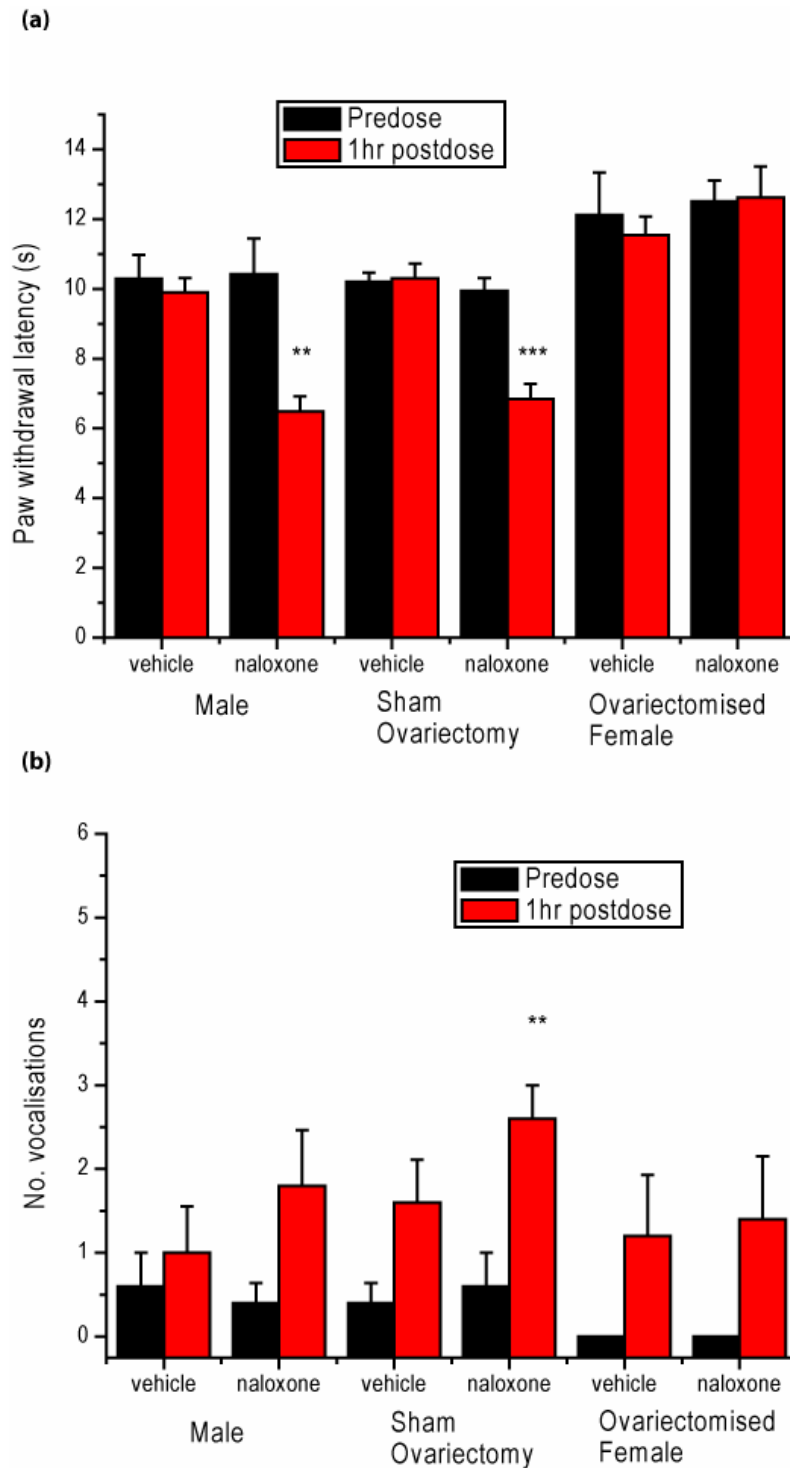 (a)
Predose
1hr postdose
Paw withdrawal latency (s)
14
12
10
8
6
4
2
0
**
***
vehicle naloxone vehicle naloxone vehicle naloxone
Male
Sham
Ovariectomy
Ovariectomised
Female
(b)
Predose
1hr postdose
No. vocalisations
6
5
4
3
2
1
0
**
vehicle naloxone vehicle naloxone vehicle naloxone
Male
Sham
Ovariectomy
Ovariectomised
Female